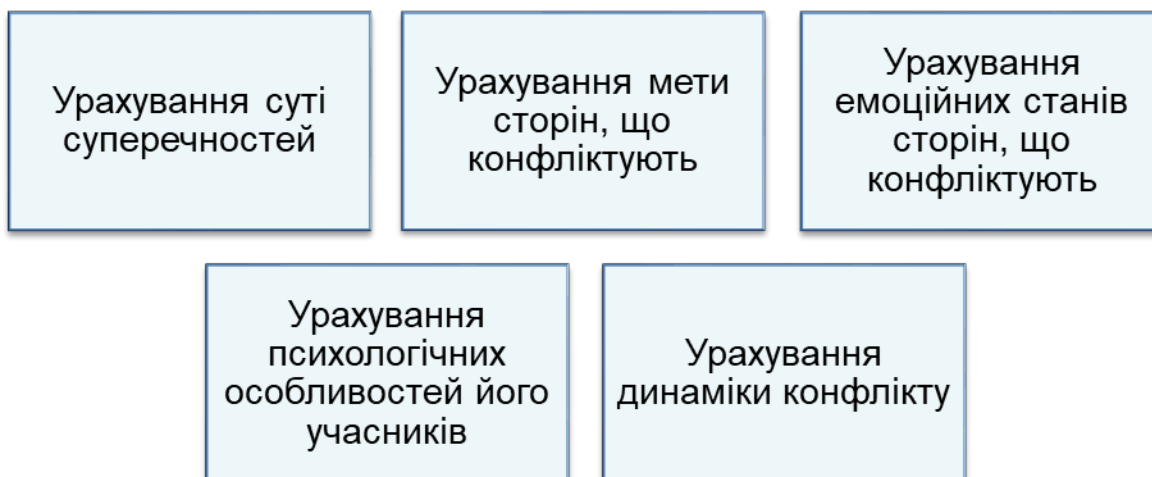 Урахування суті
суперечностей
Урахування мети
сторін, що
конфліктують
Урахування
емоційних станів
сторін, що
конфліктують
Урахування
психологічних
особливостей його
учасників
Урахування
динаміки конфлікту